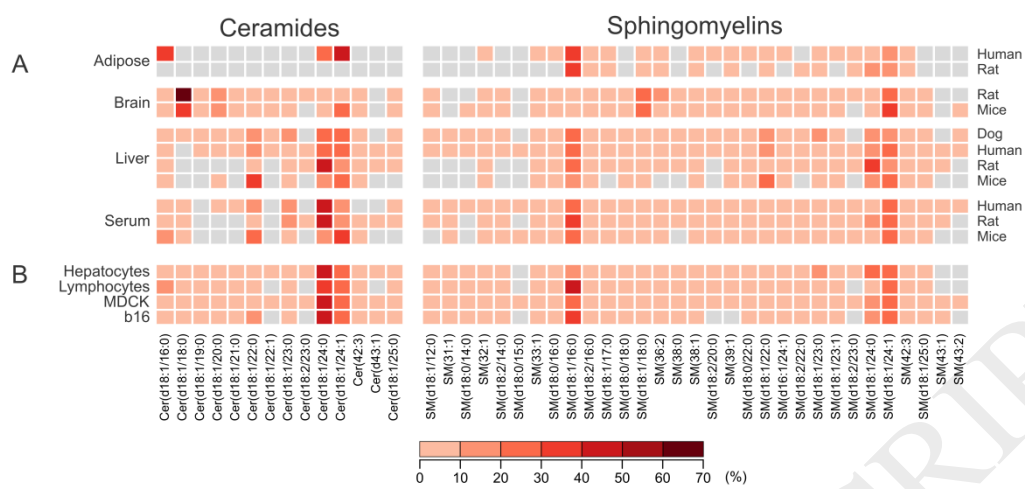 Ceramides
Sphingomyelins
A
Adipose
Human
Rat
Brain
Rat
Mice
Liver
Dog
Human
Rat
Mice
Serum
Human
Rat
Mice
B
Hepatocytes
Lymphocytes
MDCK
b16
Cer(d18:1/16:0)
Cer(d18:1/18:0)
Cer(d18:1/19:0)
Cer(d18:1/20:0)
Cer(d18:1/21:0)
Cer(d18:1/22:0)
Cer(d18:1/22:1)
Cer(d18:1/23:0)
Cer(d18:2/23:0)
Cer(d18:1/24:0)
Cer(d18:1/24:1)
Cer(42:3)
Cer(d43:1)
Cer(d18:1/25:0)
SM(d18:1/12:0)
SM(31:1)
SM(d18:0/14:0)
SM(32:1)
SM(d18:2/14:0)
SM(d18:0/15:0)
SM(33:1)
SM(d18:0/16:0)
SM(d18:1/16:0)
SM(d18:2/16:0)
SM(d18:1/17:0)
SM(d18:0/18:0)
SM(d18:1/18:0)
SM(36:2)
SM(38:0)
SM(38:1)
SM(d18:2/20:0)
SM(39:1)
SM(d18:0/22:0)
SM(d18:1/22:0)
SM(d16:1/24:1)
SM(d18:2/22:0)
SM(d18:1/23:0)
SM(d18:2/23:0)
SM(d18:1/24:0)
SM(d18:1/24:1)
SM(42:3)
SM(d18:1/25:0)
SM(43:1)
SM(43:2)
0 10 20 30 40 50 60 70 (%)
CRIP